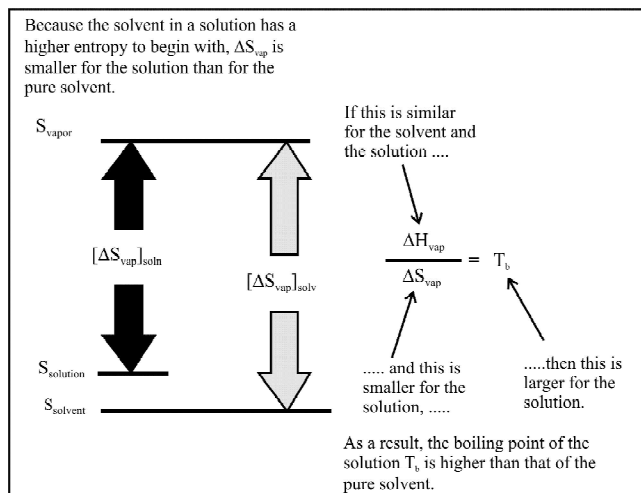 Because the solvent in a solution has a
higher entropy to begin with, ΔS_vap is
smaller for the solution than for the
pure solvent.
S_vapor
If this is similar
for the solvent and
the solution ....
[ΔS_vap]_soln
[ΔS_vap]_solv
ΔH_vap
ΔS_vap
= T_b
S_solution
S_solvent
..... and this is
smaller for the
solution, .....
.....then this is
larger for the
solution.
As a result, the boiling point of the
solution T_b is higher than that of the
pure solvent.